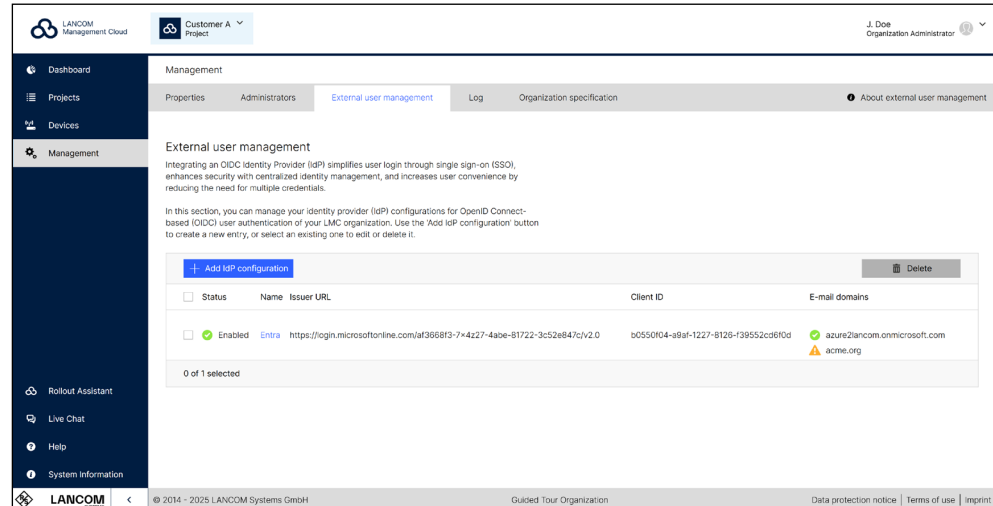 LANCOM
Management Cloud
Customer A
Project
J. Doe
Organization Administrator
Dashboard
Projects
Devices
Management
Rollout Assistant
Live Chat
Help
System Information
LANCOM
Management
Properties
Administrators
External user management
Log
Organization specification
About external user management
External user management
Integrating an OIDC Identity Provider (IdP) simplifies user login through single sign-on (SSO),
enhances security with centralized identity management, and increases user convenience by
reducing the need for multiple credentials.
In this section, you can manage your identity provider (IdP) configurations for OpenID Connect-
based (OIDC) user authentication of your LMC organization. Use the 'Add IdP configuration' button
to create a new entry, or select an existing one to edit or delete it.
Add IdP configuration
Delete
Status Name Issuer URL Client ID E-mail domains
Enabled Entra https://login.microsoftonline.com/af3668f3-7×4z27-4abe-81722-3c52e847c/v2.0 b0550f04-a9af-1227-8126-f39552cd6f0d azure2lancom.onmicrosoft.com
acme.org
0 of 1 selected
© 2014 - 2025 LANCOM Systems GmbH
Guided Tour Organization
Data protection notice | Terms of use | Imprint